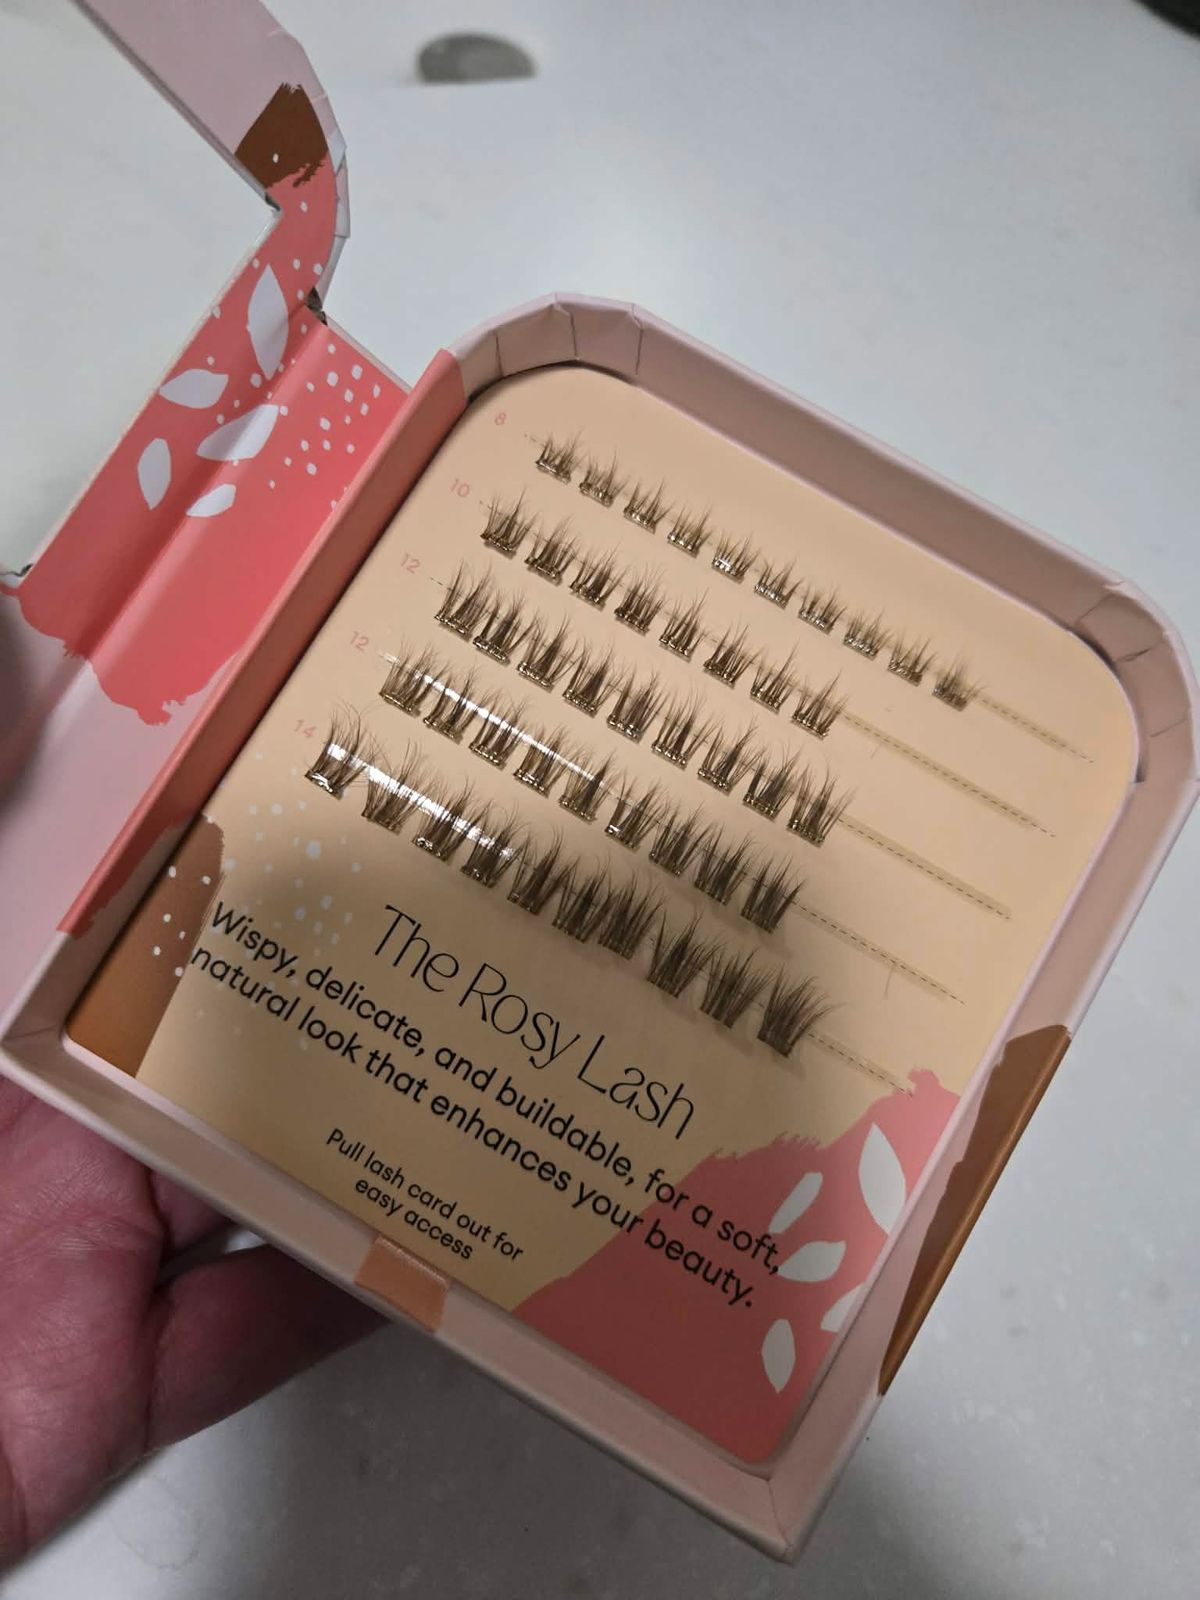 8
10
12
12
14
The Rosy Lash
Wispy, delicate, and buildable, for a soft,
natural look that enhances your beauty.
Pull lash card out for
easy access